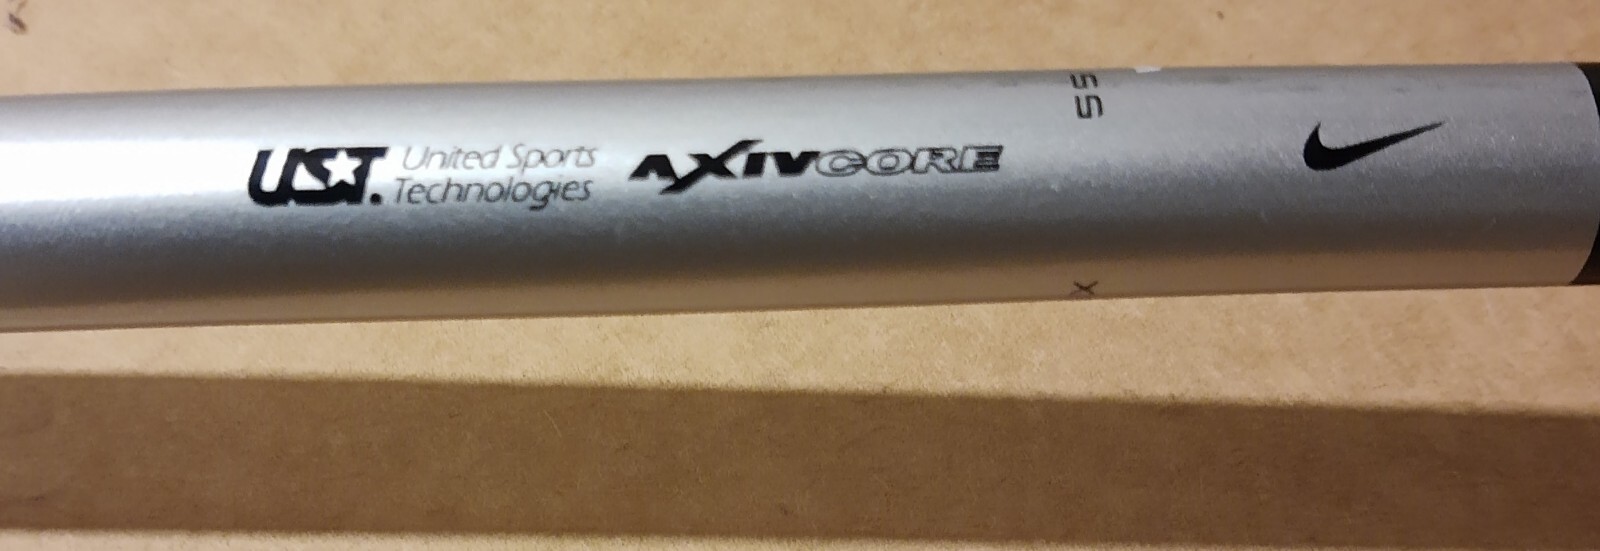 UST. United Sports
Technologies
AXIVCORE
55
X